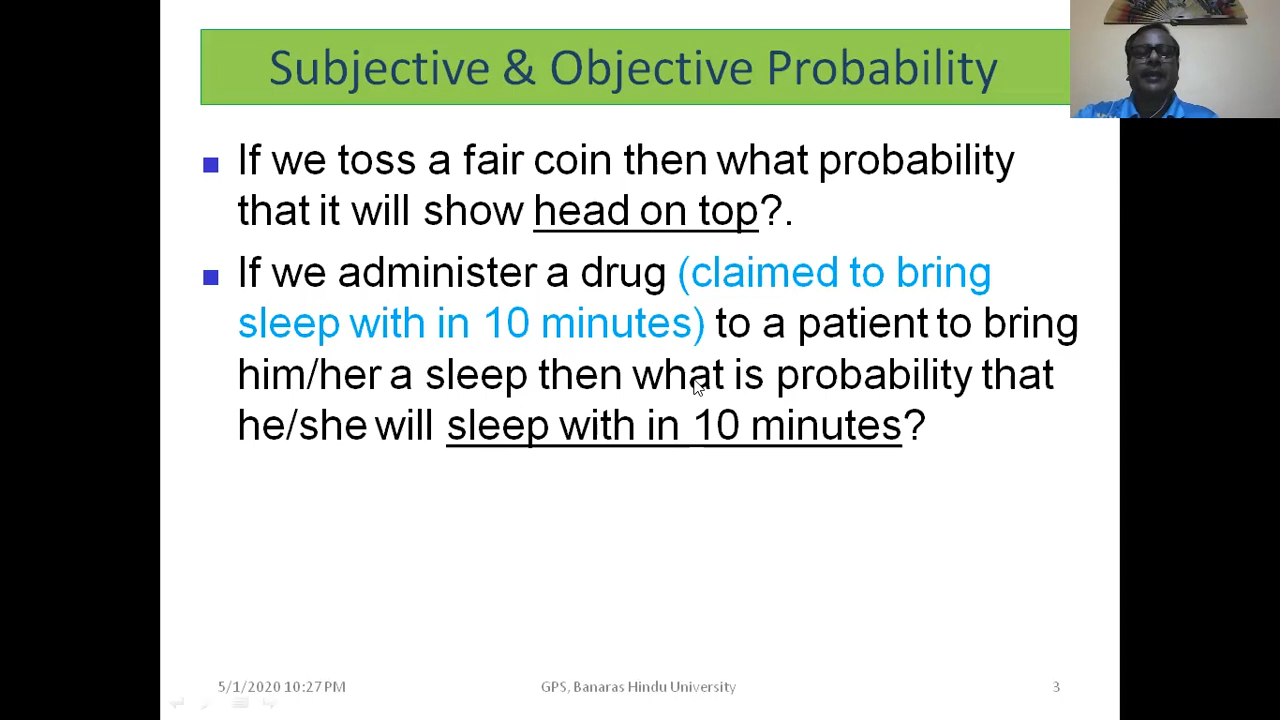 Subjective & Objective Probability
If we toss a fair coin then what probability
that it will show head on top?.
If we administer a drug (claimed to bring
sleep with in 10 minutes) to a patient to bring
him/her a sleep then what is probability that
he/she will sleep with in 10 minutes?
5/1/2020 10:27 PM
GPS, Banaras Hindu University
3